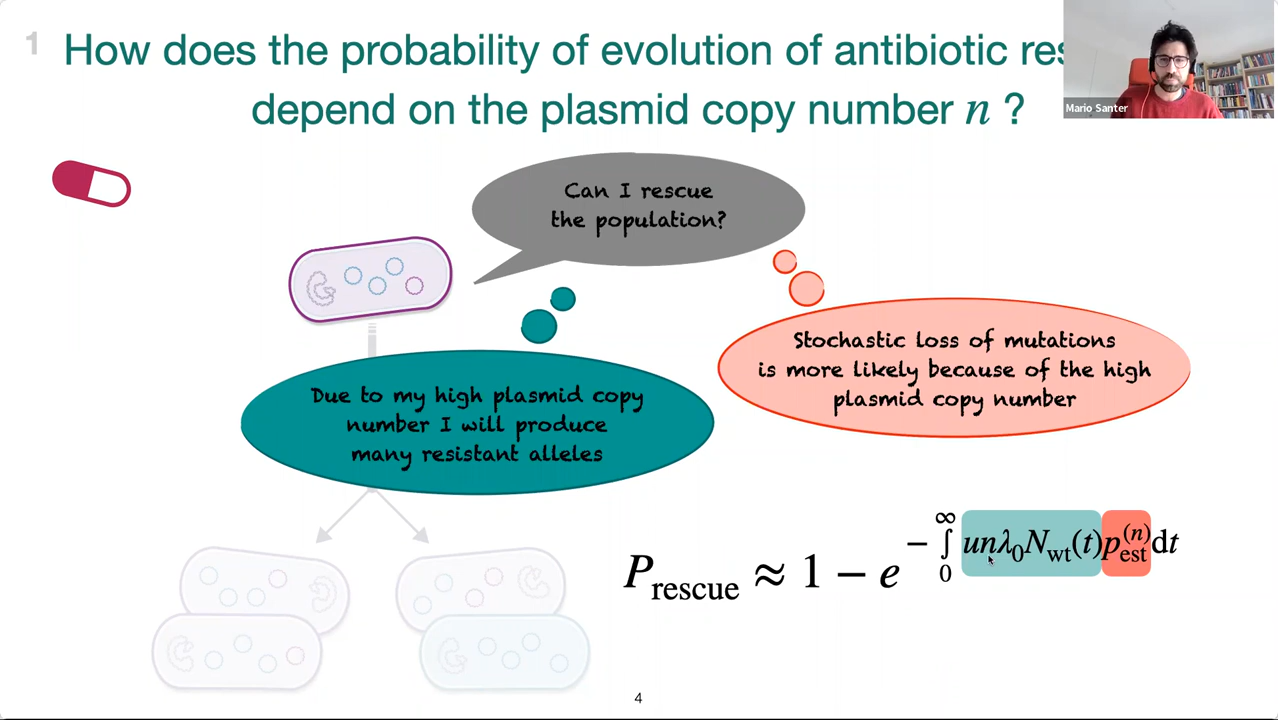 1
How does the probability of evolution of antibiotic res
depend on the plasmid copy number n ?
Mario Santer
Can I rescue
the population?
Stochastic loss of mutations
is more likely because of the high
plasmid copy number
Due to my high plasmid copy
number I will produce
many resistant alleles
P_rescue ≈ 1 − e^{−∫_0^∞ unλ_0 N_wt(t) p_est^{(n)} dt}
4